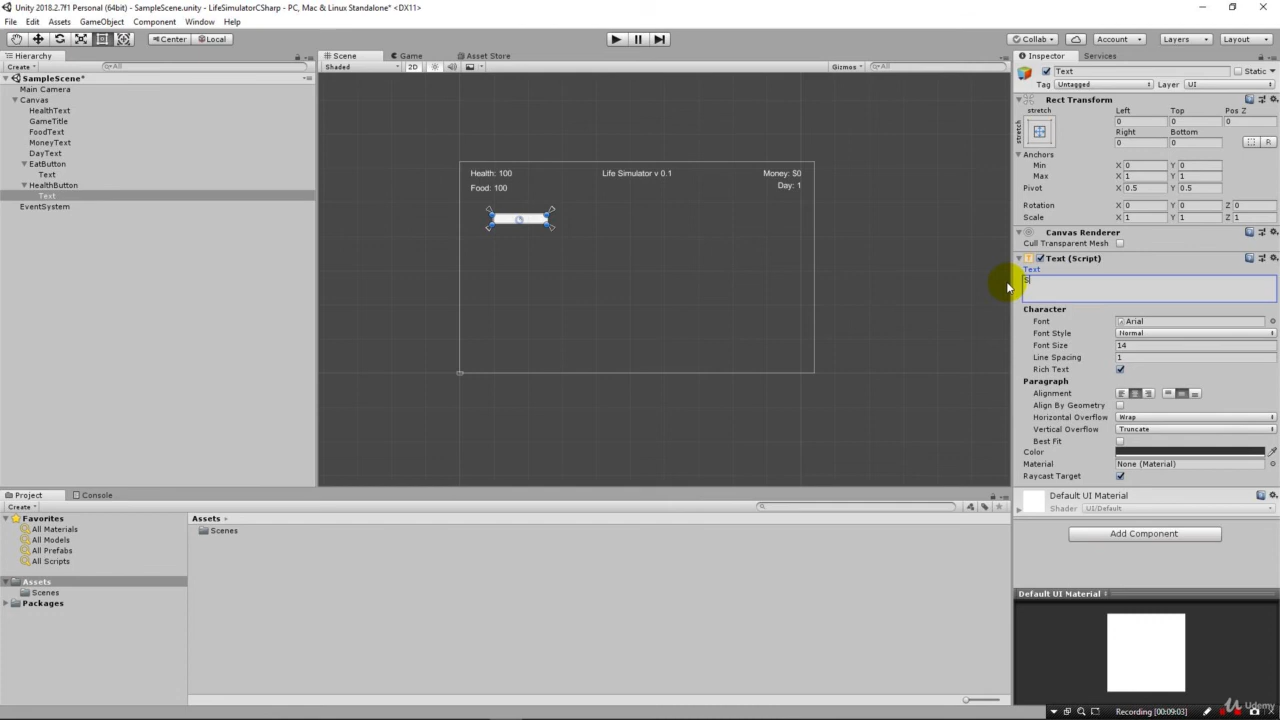 Unity 2018.2.7f1 Personal (64bit) - SampleScene.unity - LifeSimulatorCSharp - PC, Mac & Linux Standalone* <DX11>
File Edit Assets GameObject Component Window Help
Center Local Collab Account Layers Layout
Hierarchy
Create All
SampleScene*
Main Camera
Canvas
HealthText
GameTitle
FoodText
MoneyText
DayText
EatButton
Text
HealthButton
Text
EventSystem
Scene Game Asset Store
Shaded 2D Gizmos All
Health: 100 Life Simulator v 0.1 Money: $0
Food: 100 Day: 1
Inspector Services
Text Static
Tag Untagged Layer UI
Rect Transform
stretch Left Top Pos Z
stretch 0 0 0
Right Bottom
0 0 R
Anchors
Min X 0 Y 0
Max X 1 Y 1
Pivot X 0.5 Y 0.5
Rotation X 0 Y 0 Z 0
Scale X 1 Y 1 Z 1
Canvas Renderer
Cull Transparent Mesh
Text (Script)
Text
S
Character
Font Arial
Font Style Normal
Font Size 14
Line Spacing 1
Rich Text
Paragraph
Alignment
Align By Geometry
Horizontal Overflow Wrap
Vertical Overflow Truncate
Best Fit
Color
Material None (Material)
Raycast Target
Default UI Material
Shader UI/Default
Add Component
Default UI Material
Project Console
Create
Favorites
All Materials
All Models
All Prefabs
All Scripts
Assets
Scenes
Packages
Assets
Scenes
Udemy
Recording [00:09:03]